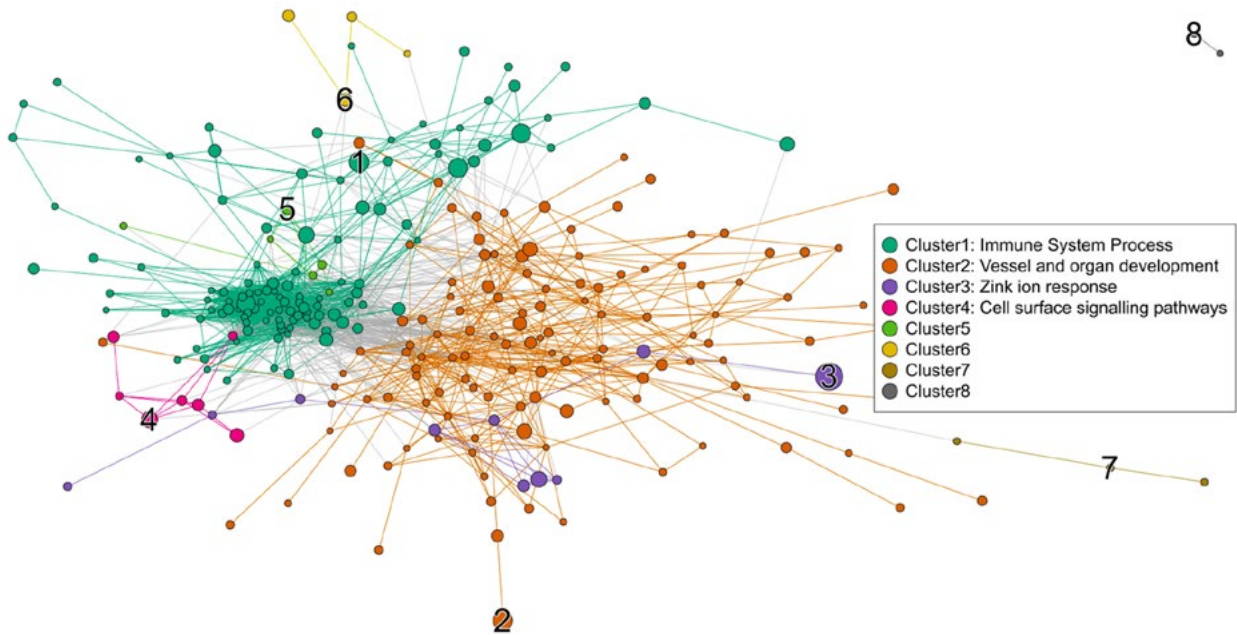 8
6
1
5
Cluster1: Immune System Process
Cluster2: Vessel and organ development
Cluster3: Zink ion response
Cluster4: Cell surface signalling pathways
Cluster5
Cluster6
Cluster7
Cluster8
3
4
7
2